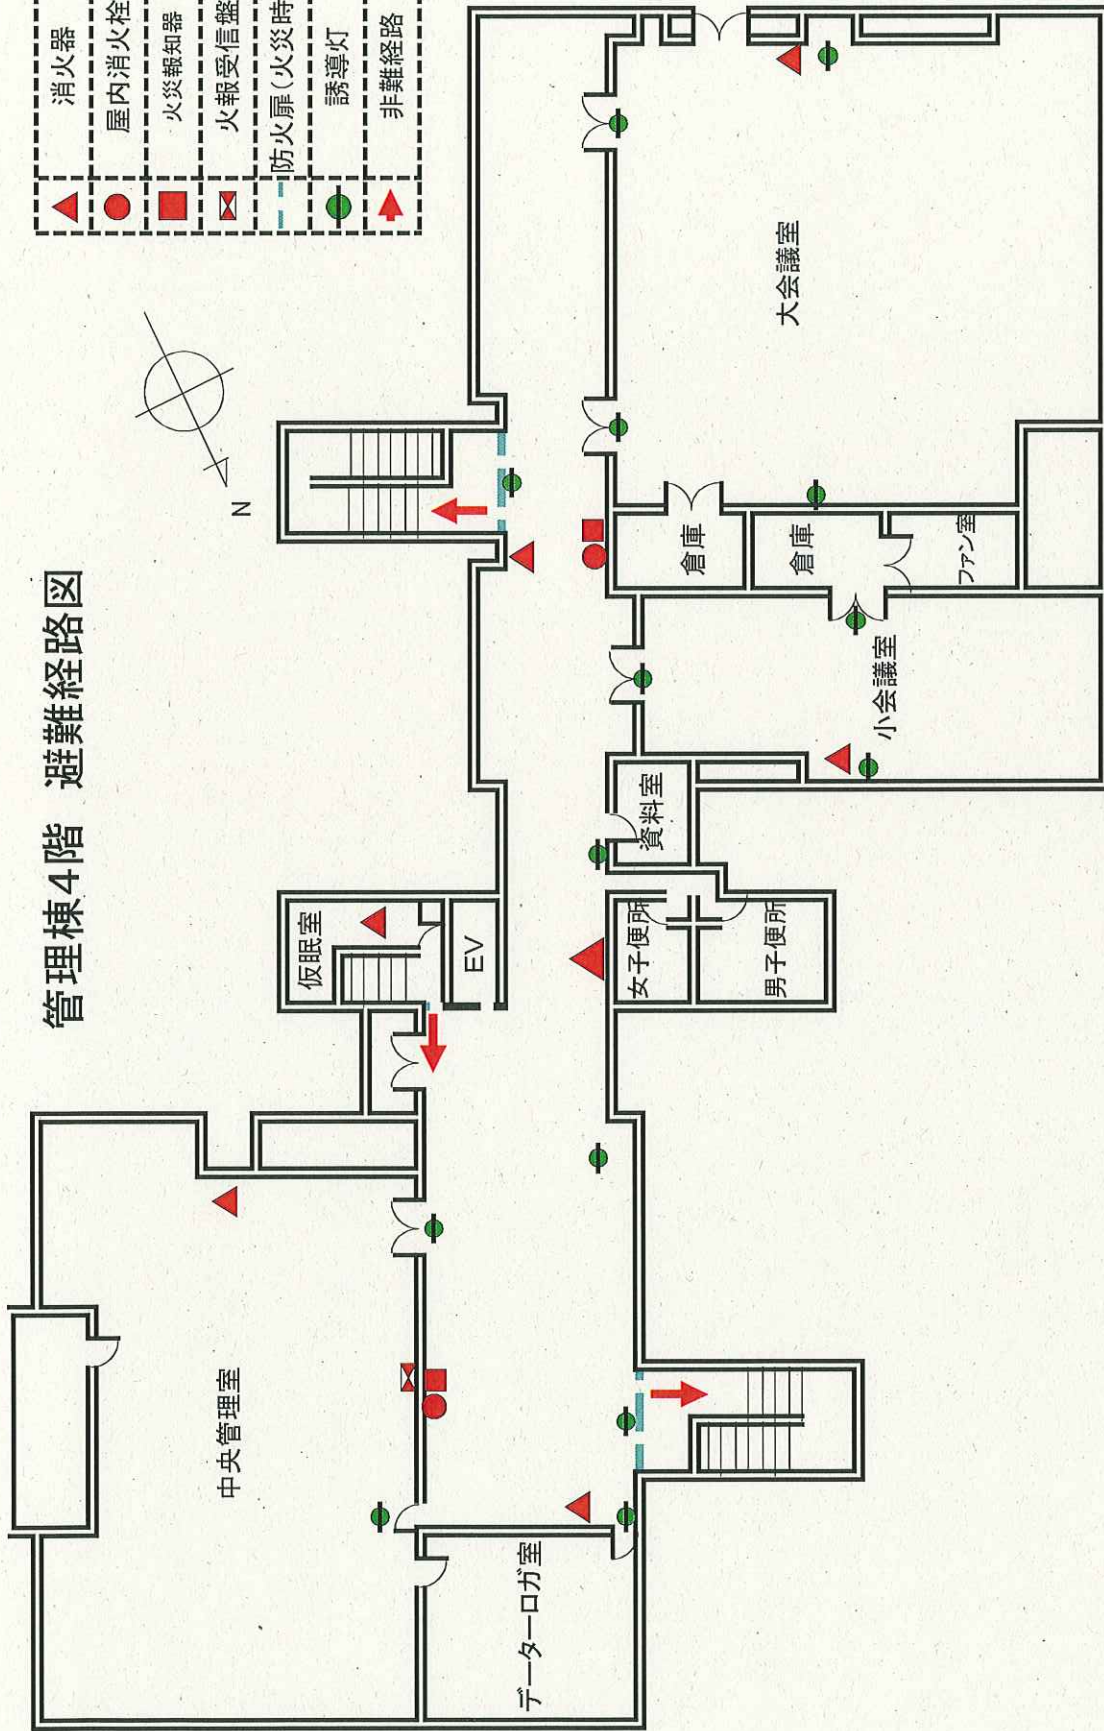 管理棟4階 避難経路図
消火器
屋内消火栓
火災報知器
火報受信盤
防火扉(火災時
誘導灯
非難経路
N
中央管理室
データーロガ室
仮眠室
EV
女子便所
男子便所
資料室
小会議室
倉庫
倉庫
ファン室
大会議室